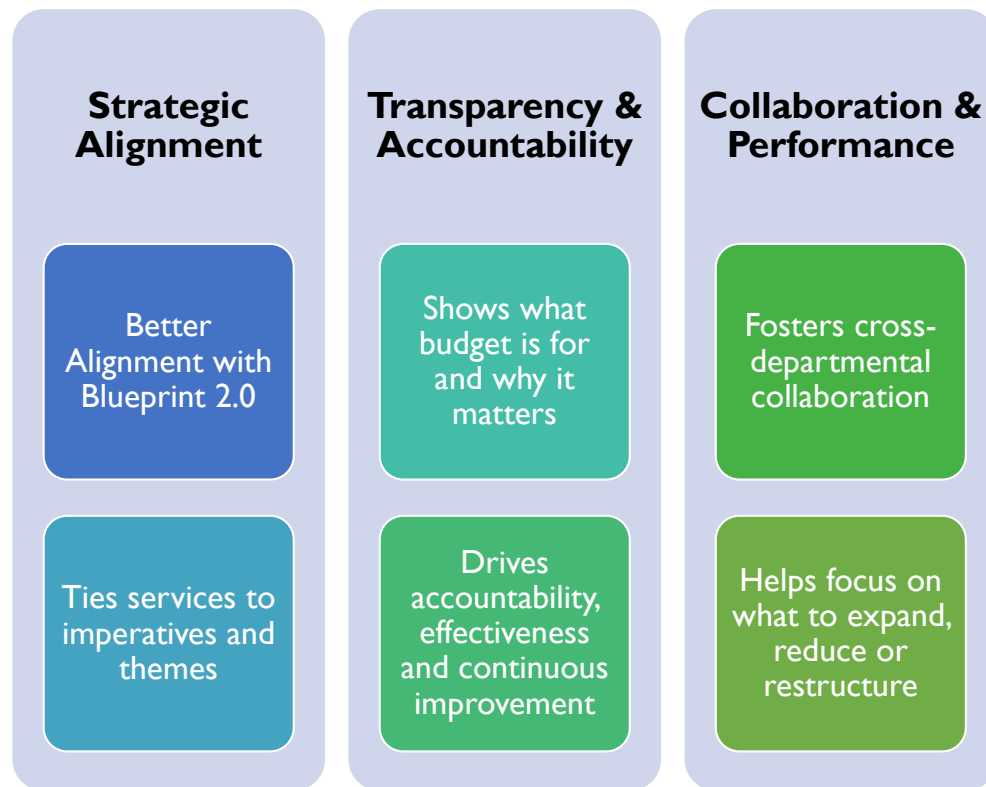 Strategic
Alignment
Better
Alignment with
Blueprint 2.0
Ties services to
imperatives and
themes
Transparency &
Accountability
Shows what
budget is for
and why it
matters
Drives
accountability,
effectiveness
and continuous
improvement
Collaboration &
Performance
Fosters cross-
departmental
collaboration
Helps focus on
what to expand,
reduce or
restructure